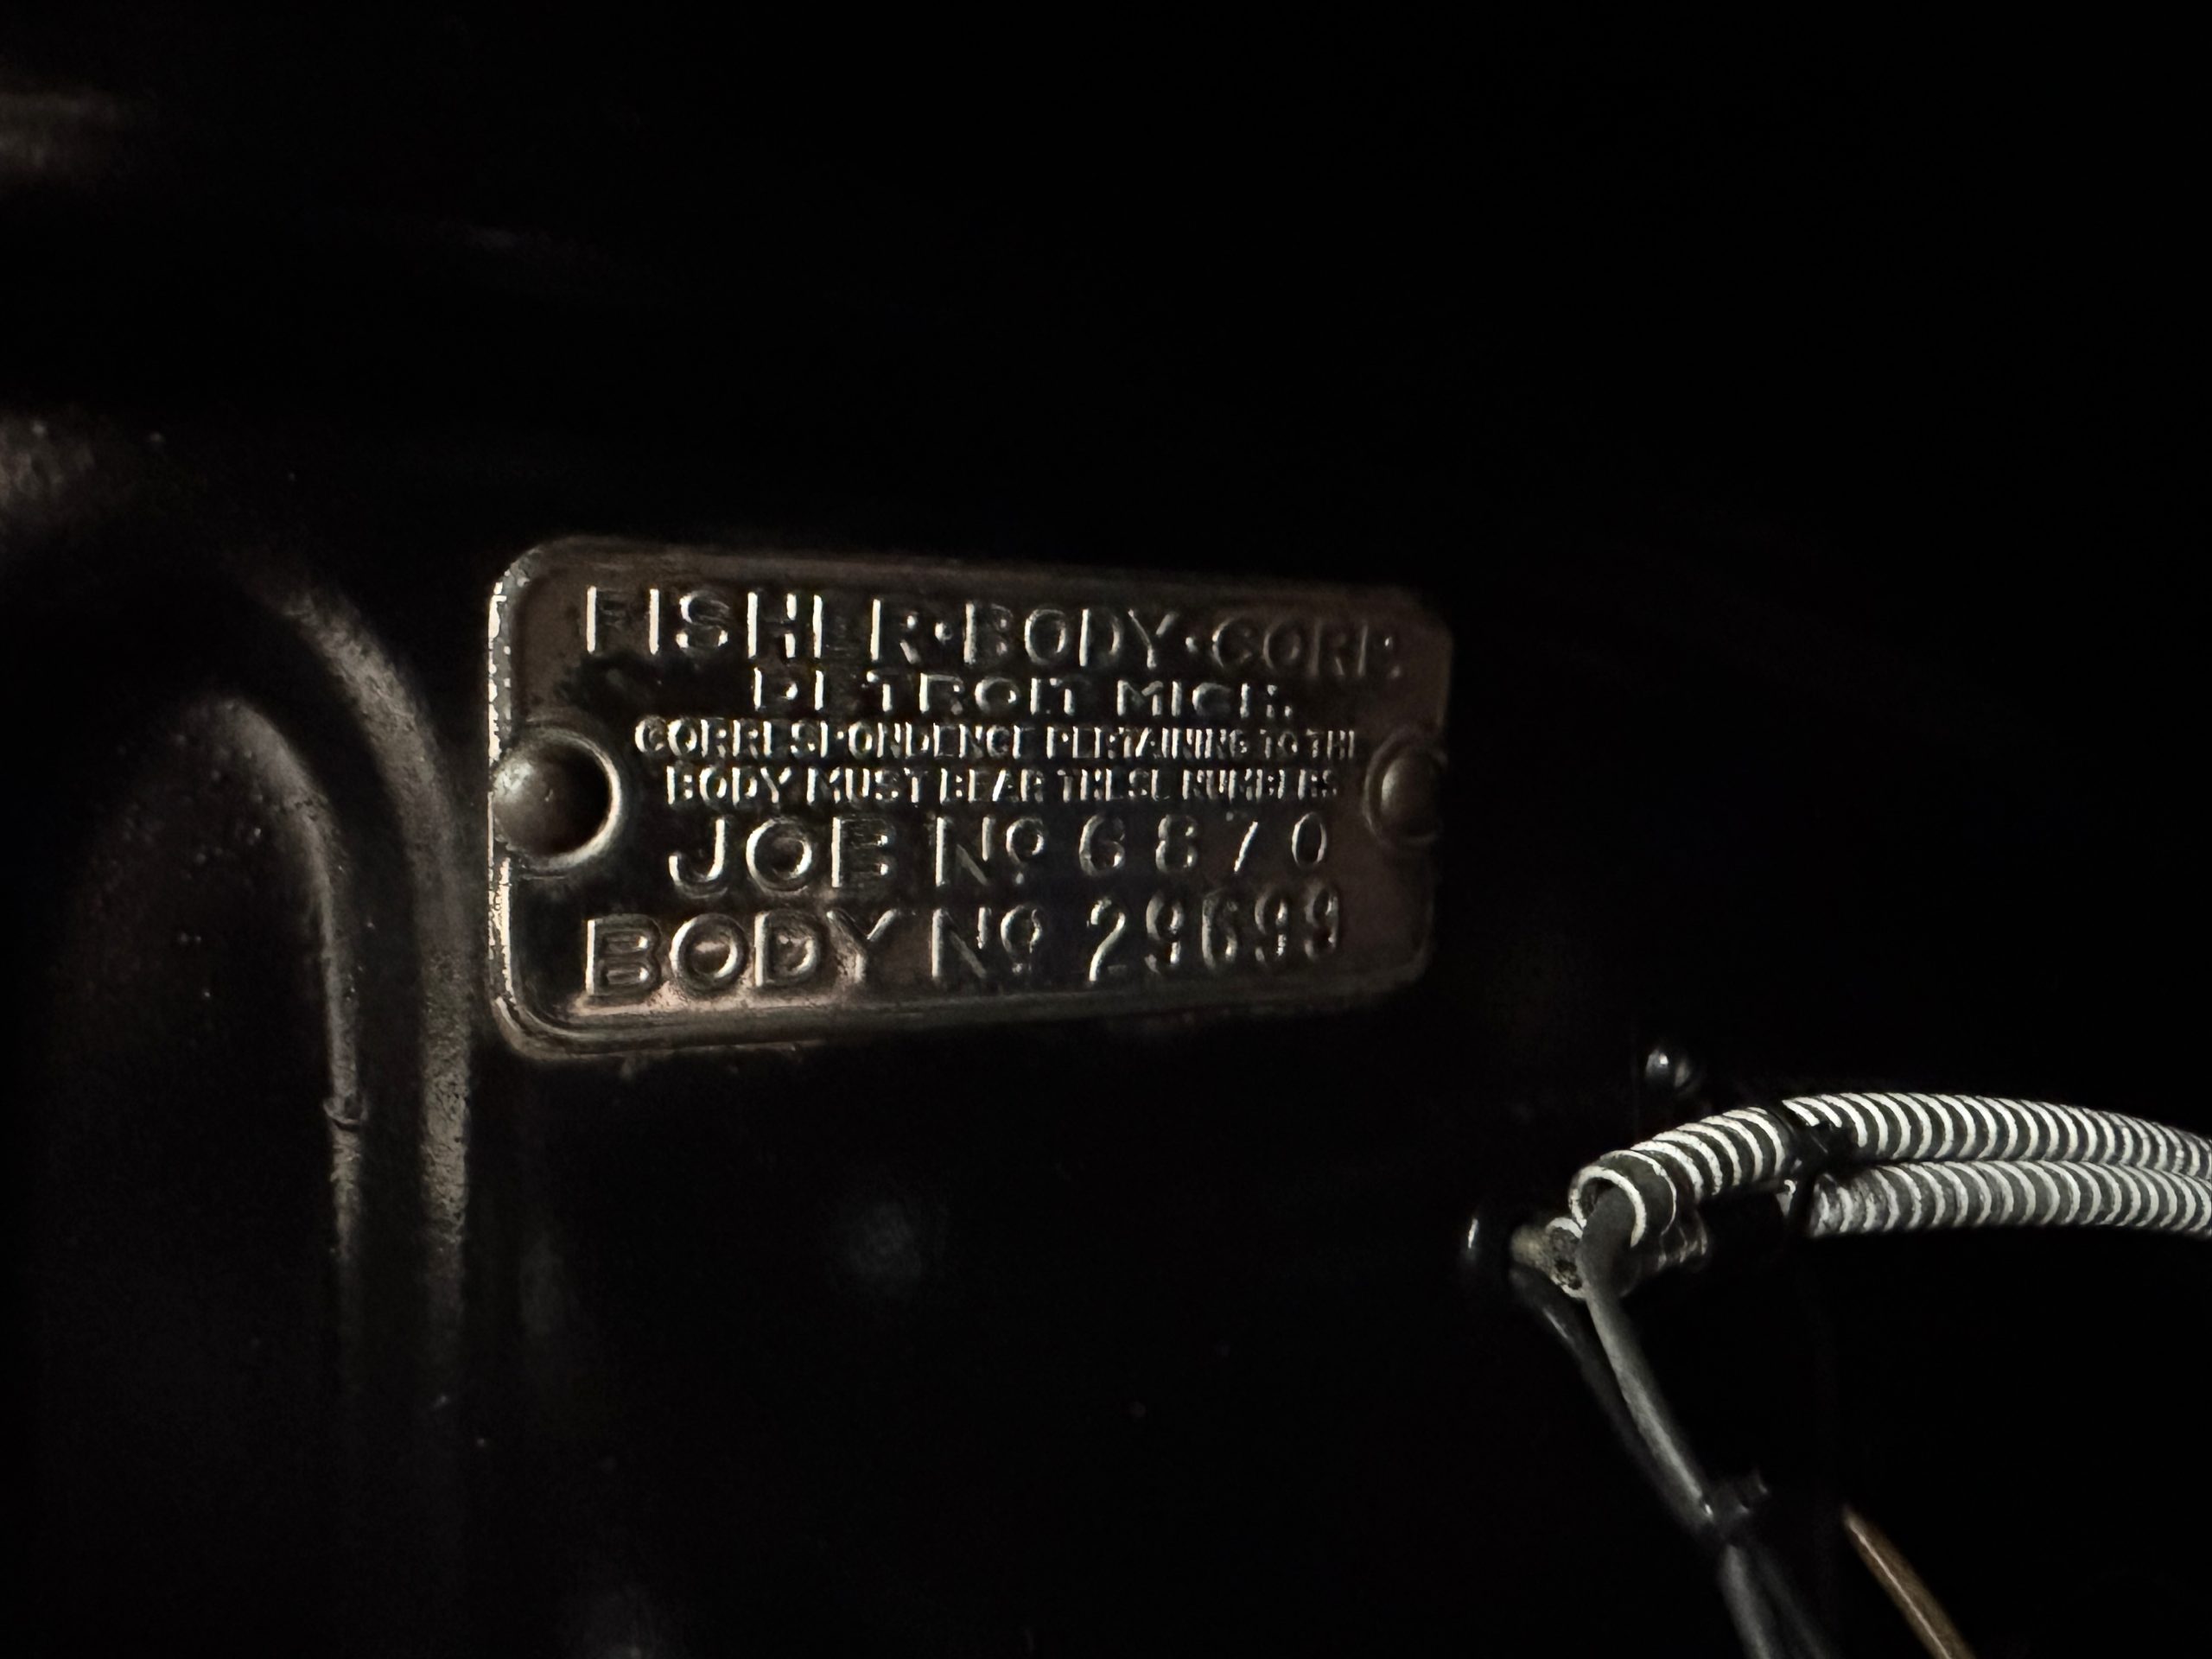 FISHER·BODY·CORP.
DETROIT MICH.
CORRESPONDENCE PERTAINING TO THE
BODY MUST BEAR THESE NUMBERS
JOB Nº 6870
BODY Nº 29699